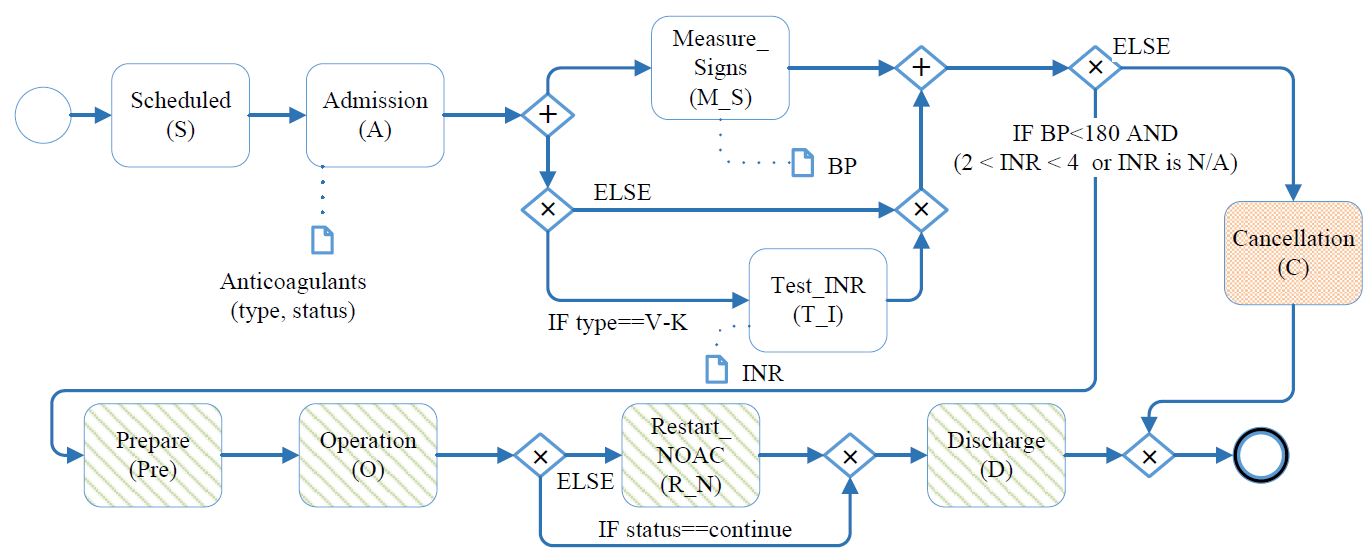 Scheduled
(S)
Admission
(A)
Measure_
Signs
(M_S)
ELSE
BP
IF BP<180 AND
(2 < INR < 4 or INR is N/A)
ELSE
Cancellation
(C)
Anticoagulants
(type, status)
Test_INR
(T_I)
IF type==V-K
INR
Prepare
(Pre)
Operation
(O)
ELSE
Restart_
NOAC
(R_N)
IF status==continue
Discharge
(D)